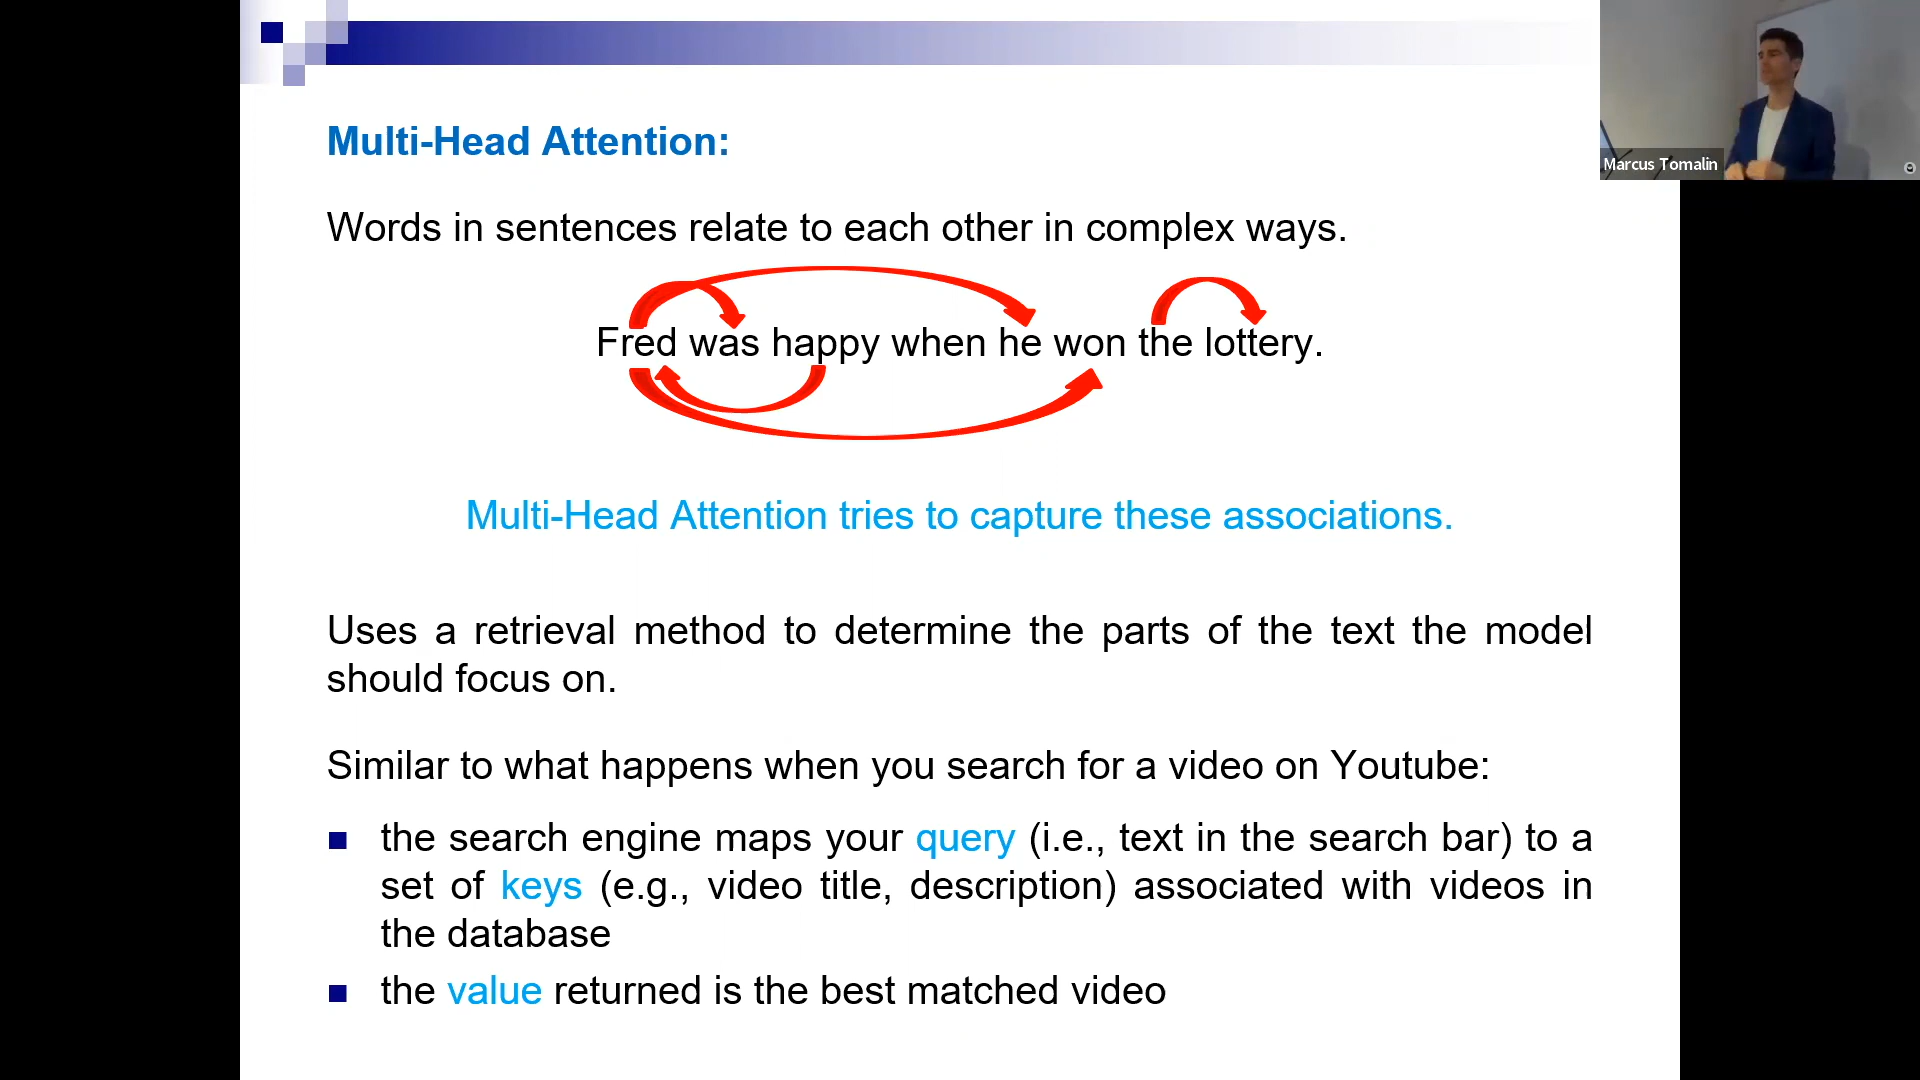 Multi-Head Attention:
Marcus Tomalin
Words in sentences relate to each other in complex ways.
Fred was happy when he won the lottery.
Multi-Head Attention tries to capture these associations.
Uses a retrieval method to determine the parts of the text the model
should focus on.
Similar to what happens when you search for a video on Youtube:
the search engine maps your query (i.e., text in the search bar) to a
set of keys (e.g., video title, description) associated with videos in
the database
the value returned is the best matched video